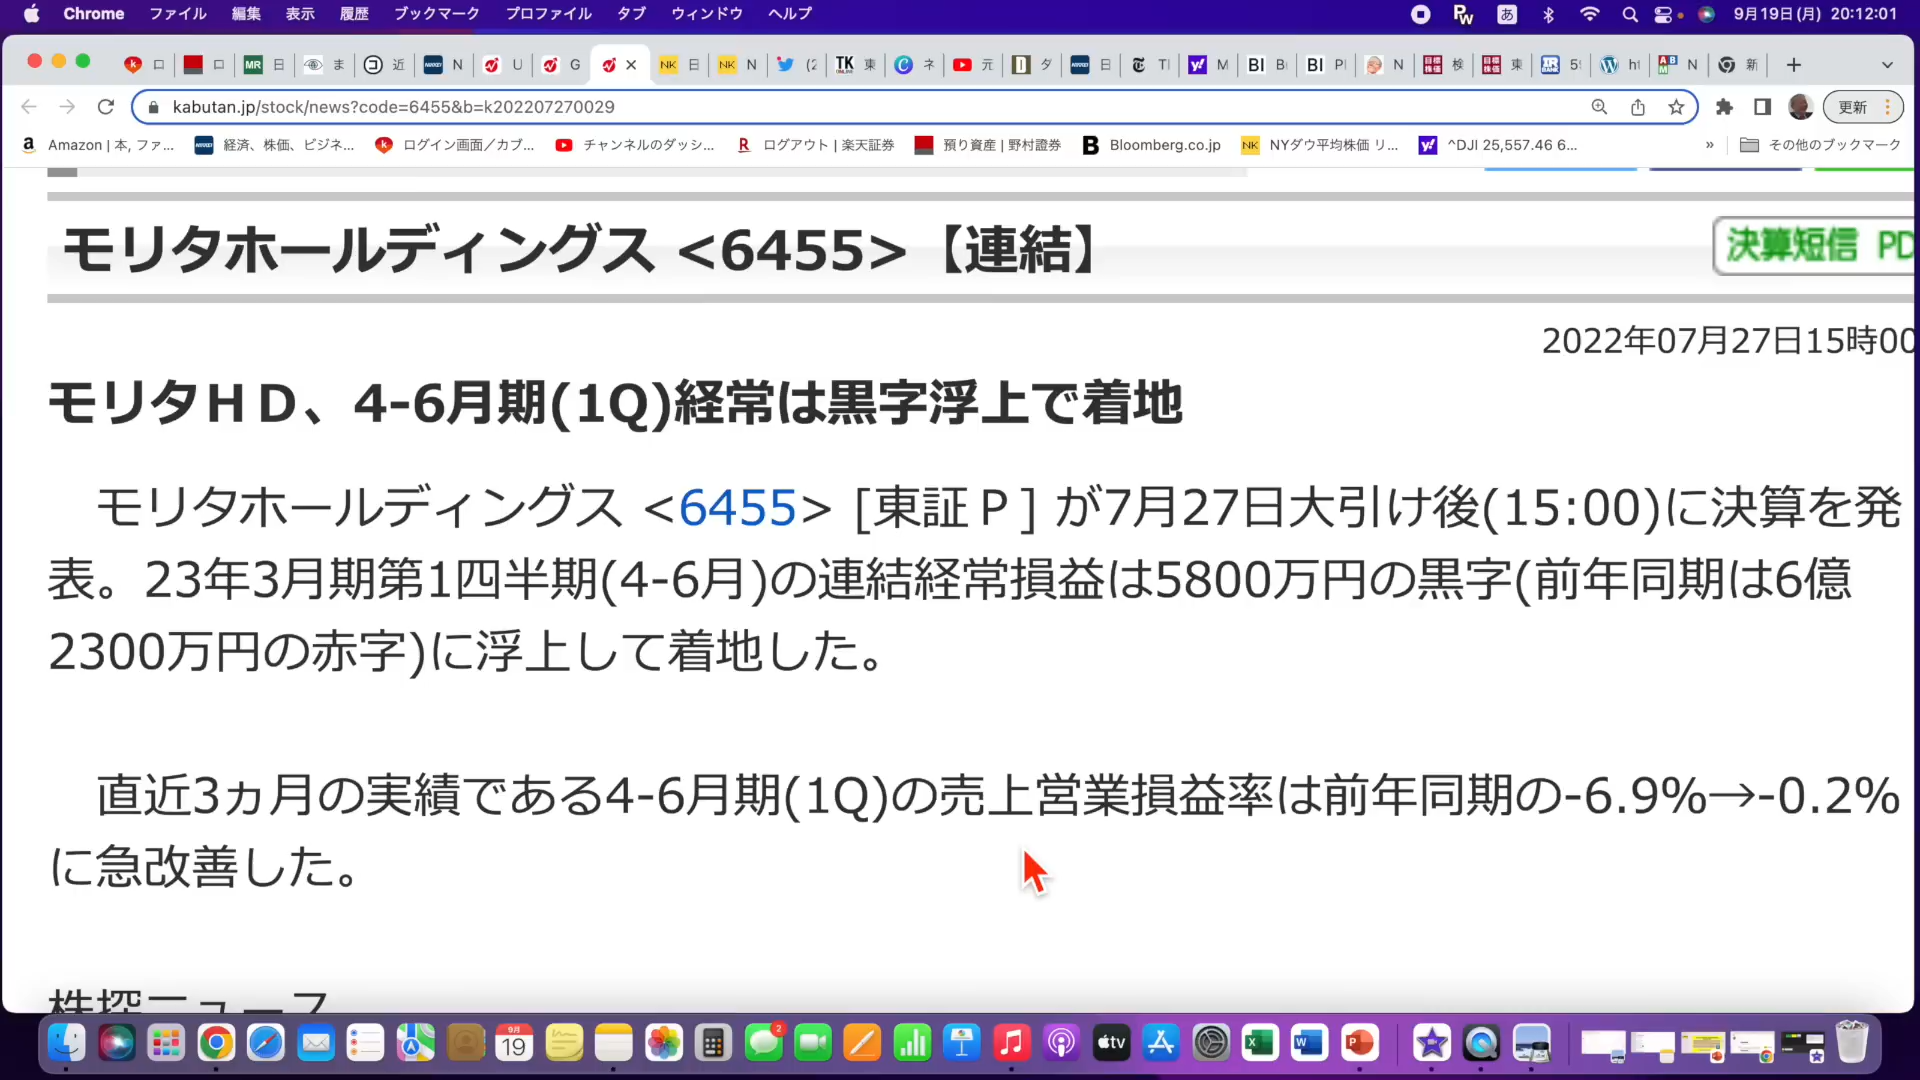 Chrome ファイル 編集 表示 履歴 ブックマーク プロファイル タブ ウィンドウ ヘルプ 9月19日(月) 20:12:01
kabutan.jp/stock/news?code=6455&b=k202207270029 更新
Amazon | 本, ファ... 経済、株価、ビジネ... ログイン画面／カブ... チャンネルのダッシ... ログアウト | 楽天証券 預り資産 | 野村證券 Bloomberg.co.jp NYダウ平均株価 リ... ^DJI 25,557.46 6... » その他のブックマーク
モリタホールディングス <6455>【連結】
決算短信 PD
2022年07月27日15時00
モリタＨＤ、4-6月期(1Q)経常は黒字浮上で着地
モリタホールディングス <6455> [東証Ｐ] が7月27日大引け後(15:00)に決算を発
表。23年3月期第1四半期(4-6月)の連結経常損益は5800万円の黒字(前年同期は6億
2300万円の赤字)に浮上して着地した。
直近3ヵ月の実績である4-6月期(1Q)の売上営業損益率は前年同期の-6.9%→-0.2%
に急改善した。
株探ニュース